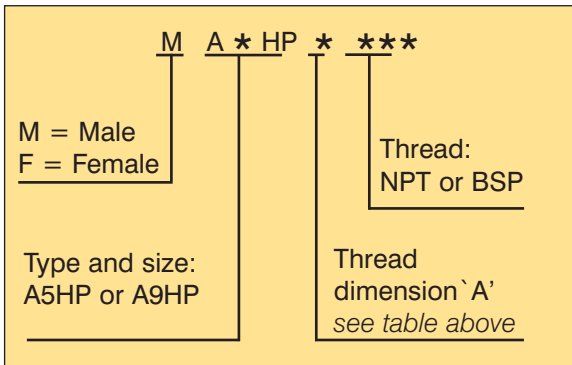 M A * HP * ***
M = Male
F = Female
Thread:
NPT or BSP
Type and size:
A5HP or A9HP
Thread
dimension`A'
see table above